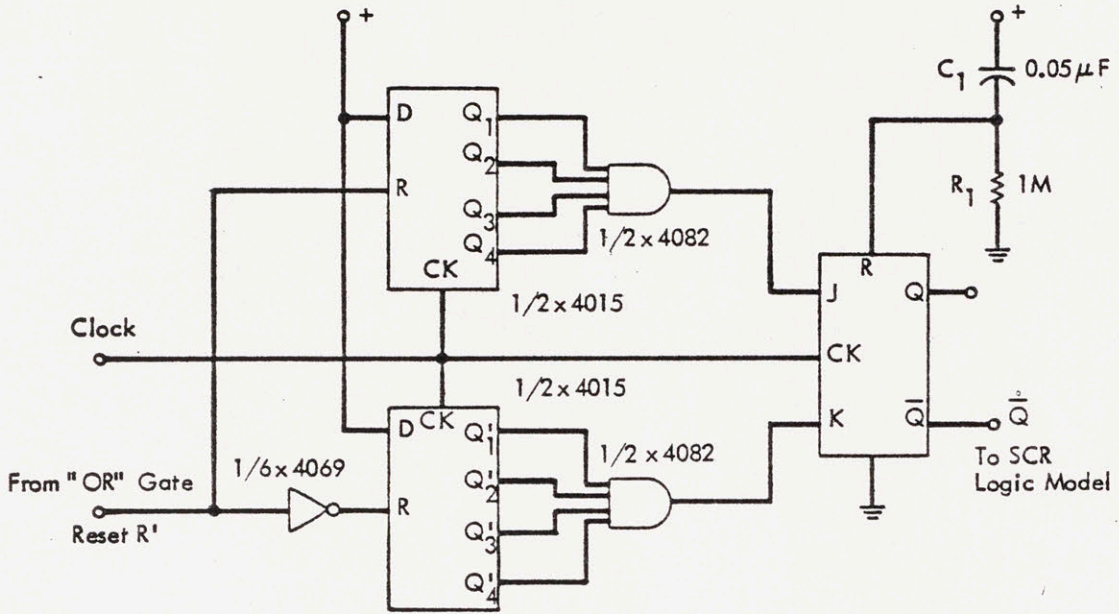 +
+
C1 0.05μF
D
Q1
Q2
R
R1 1M
Q3
Q4
1/2 x 4082
CK
R
J
Q
1/2 x 4015
Clock
CK
1/2 x 4015
CK
D
Q'1
1/2 x 4082
K
Q̅
Q̅
1/6 x 4069
To SCR
Logic Model
From "OR" Gate
Q'2
R
Reset R'
Q'3
Q'4